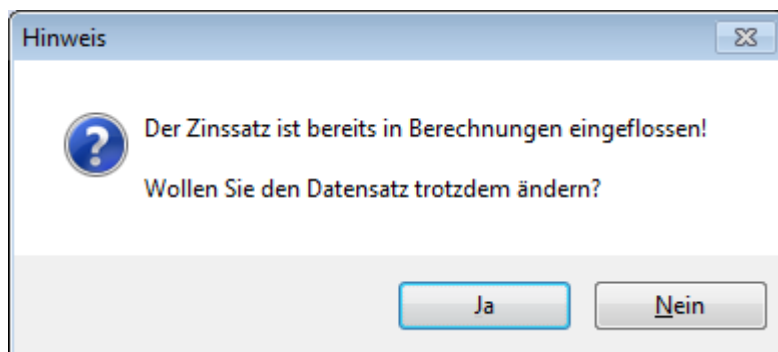 Hinweis
Der Zinssatz ist bereits in Berechnungen eingeflossen!
Wollen Sie den Datensatz trotzdem ändern?
Ja
Nein